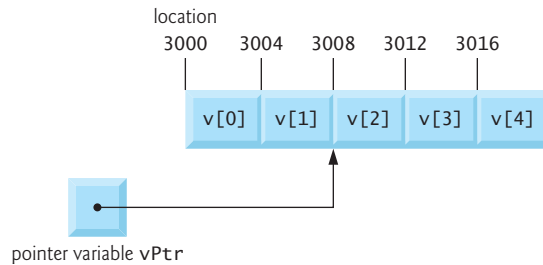 location
3000 3004 3008 3012 3016
v[0] v[1] v[2] v[3] v[4]
pointer variable vPtr